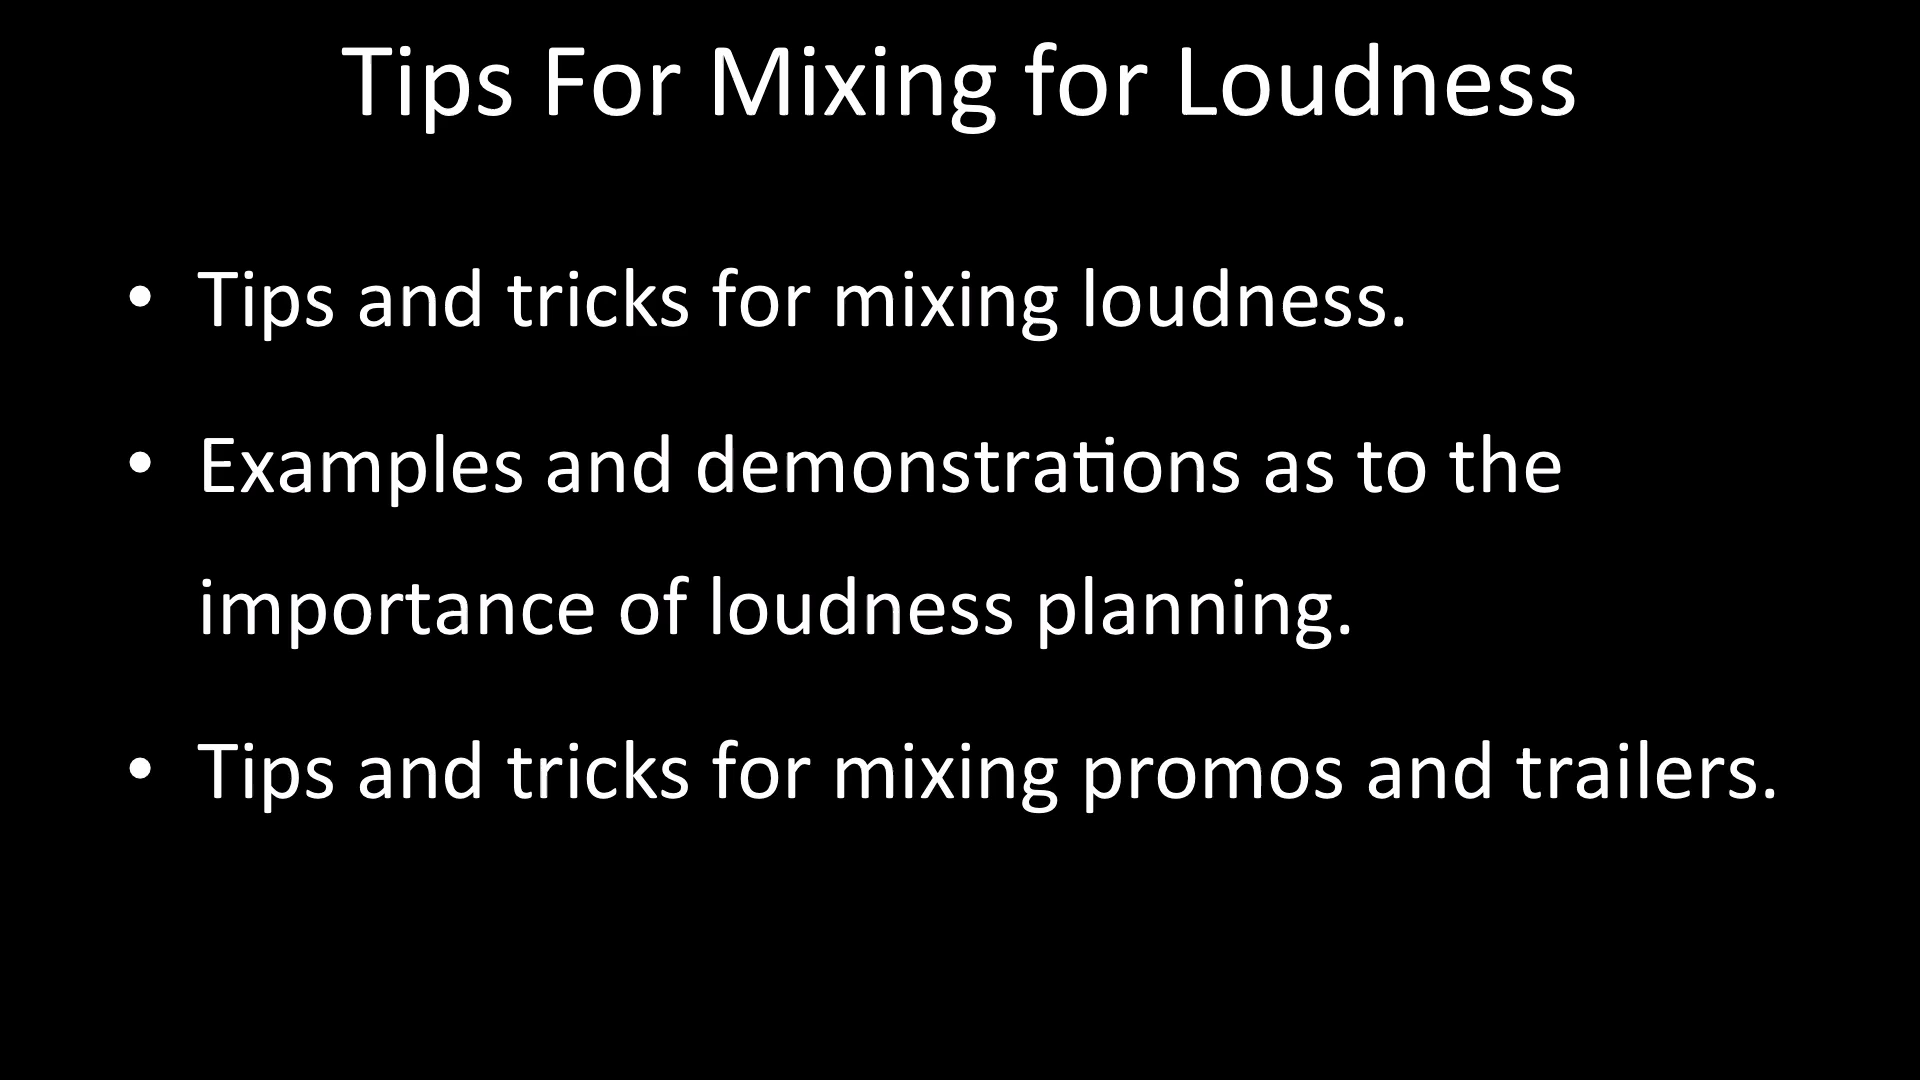 Tips For Mixing for Loudness
• Tips and tricks for mixing loudness.
• Examples and demonstrations as to the
importance of loudness planning.
• Tips and tricks for mixing promos and trailers.